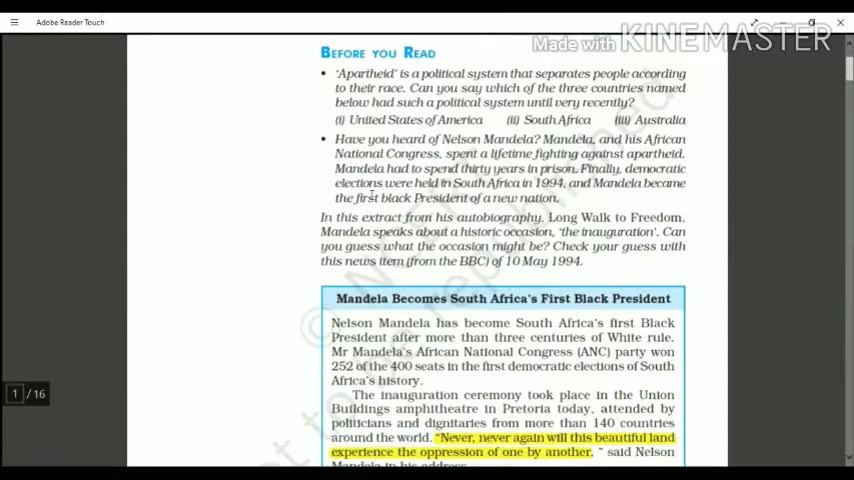 Adobe Reader Touch
Made with KINEMASTER
BEFORE YOU READ
• 'Apartheid' is a political system that separates people according
to their race. Can you say which of the three countries named
below had such a political system until very recently?
(i) United States of America (ii) South Africa (iii) Australia
• Have you heard of Nelson Mandela? Mandela, and his African
National Congress, spent a lifetime fighting against apartheid.
Mandela had to spend thirty years in prison. Finally, democratic
elections were held in South Africa in 1994, and Mandela became
the first black President of a new nation.
In this extract from his autobiography, Long Walk to Freedom,
Mandela speaks about a historic occasion, 'the inauguration'. Can
you guess what the occasion might be? Check your guess with
this news item (from the BBC) of 10 May 1994.
Mandela Becomes South Africa's First Black President
Nelson Mandela has become South Africa's first Black
President after more than three centuries of White rule.
Mr Mandela's African National Congress (ANC) party won
252 of the 400 seats in the first democratic elections of South
Africa's history.
The inauguration ceremony took place in the Union
Buildings amphitheatre in Pretoria today, attended by
politicians and dignitaries from more than 140 countries
around the world. "Never, never again will this beautiful land
experience the oppression of one by another, " said Nelson
Mandela in his address.
1 / 16
© NCERT
not to be republished